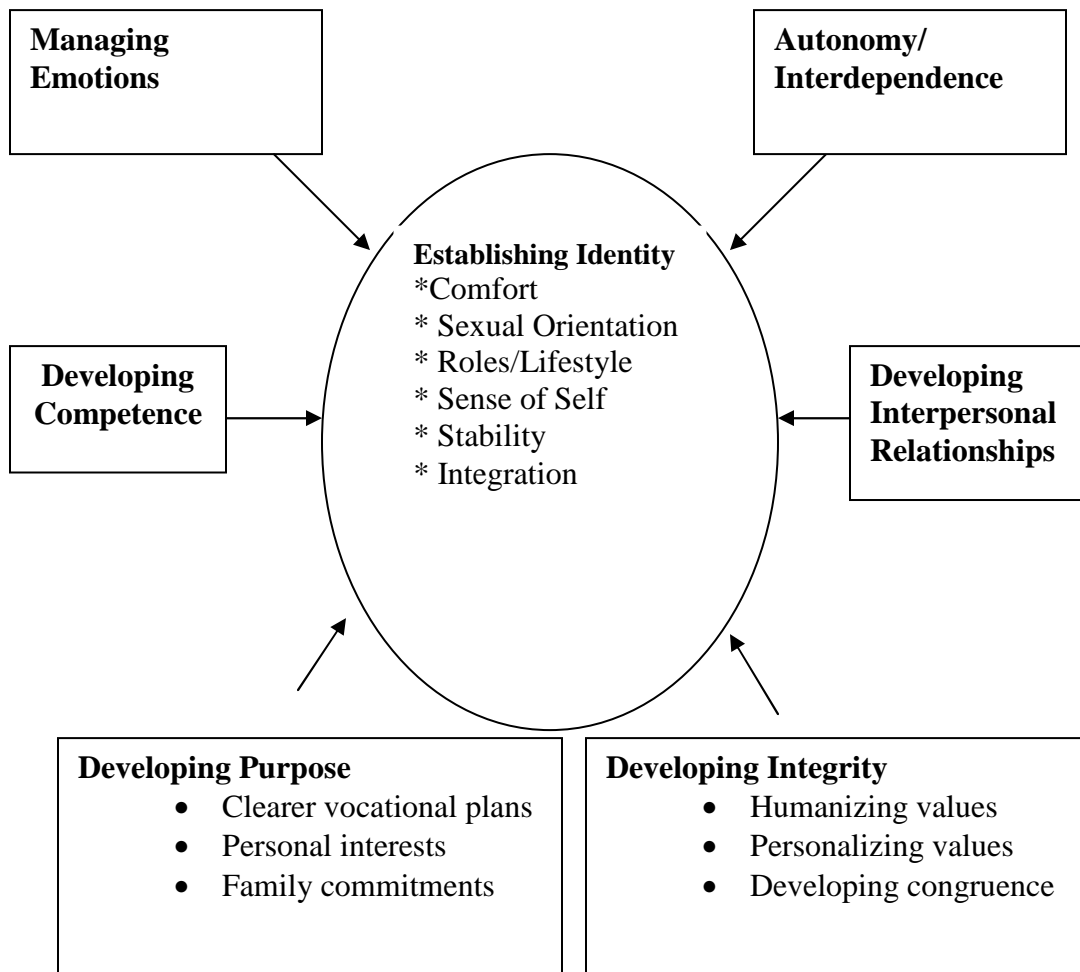 Managing
Emotions
Autonomy/
Interdependence
Establishing Identity
*Comfort
* Sexual Orientation
* Roles/Lifestyle
* Sense of Self
* Stability
* Integration
Developing
Competence
Developing
Interpersonal
Relationships
Developing Purpose
• Clearer vocational plans
• Personal interests
• Family commitments
Developing Integrity
• Humanizing values
• Personalizing values
• Developing congruence